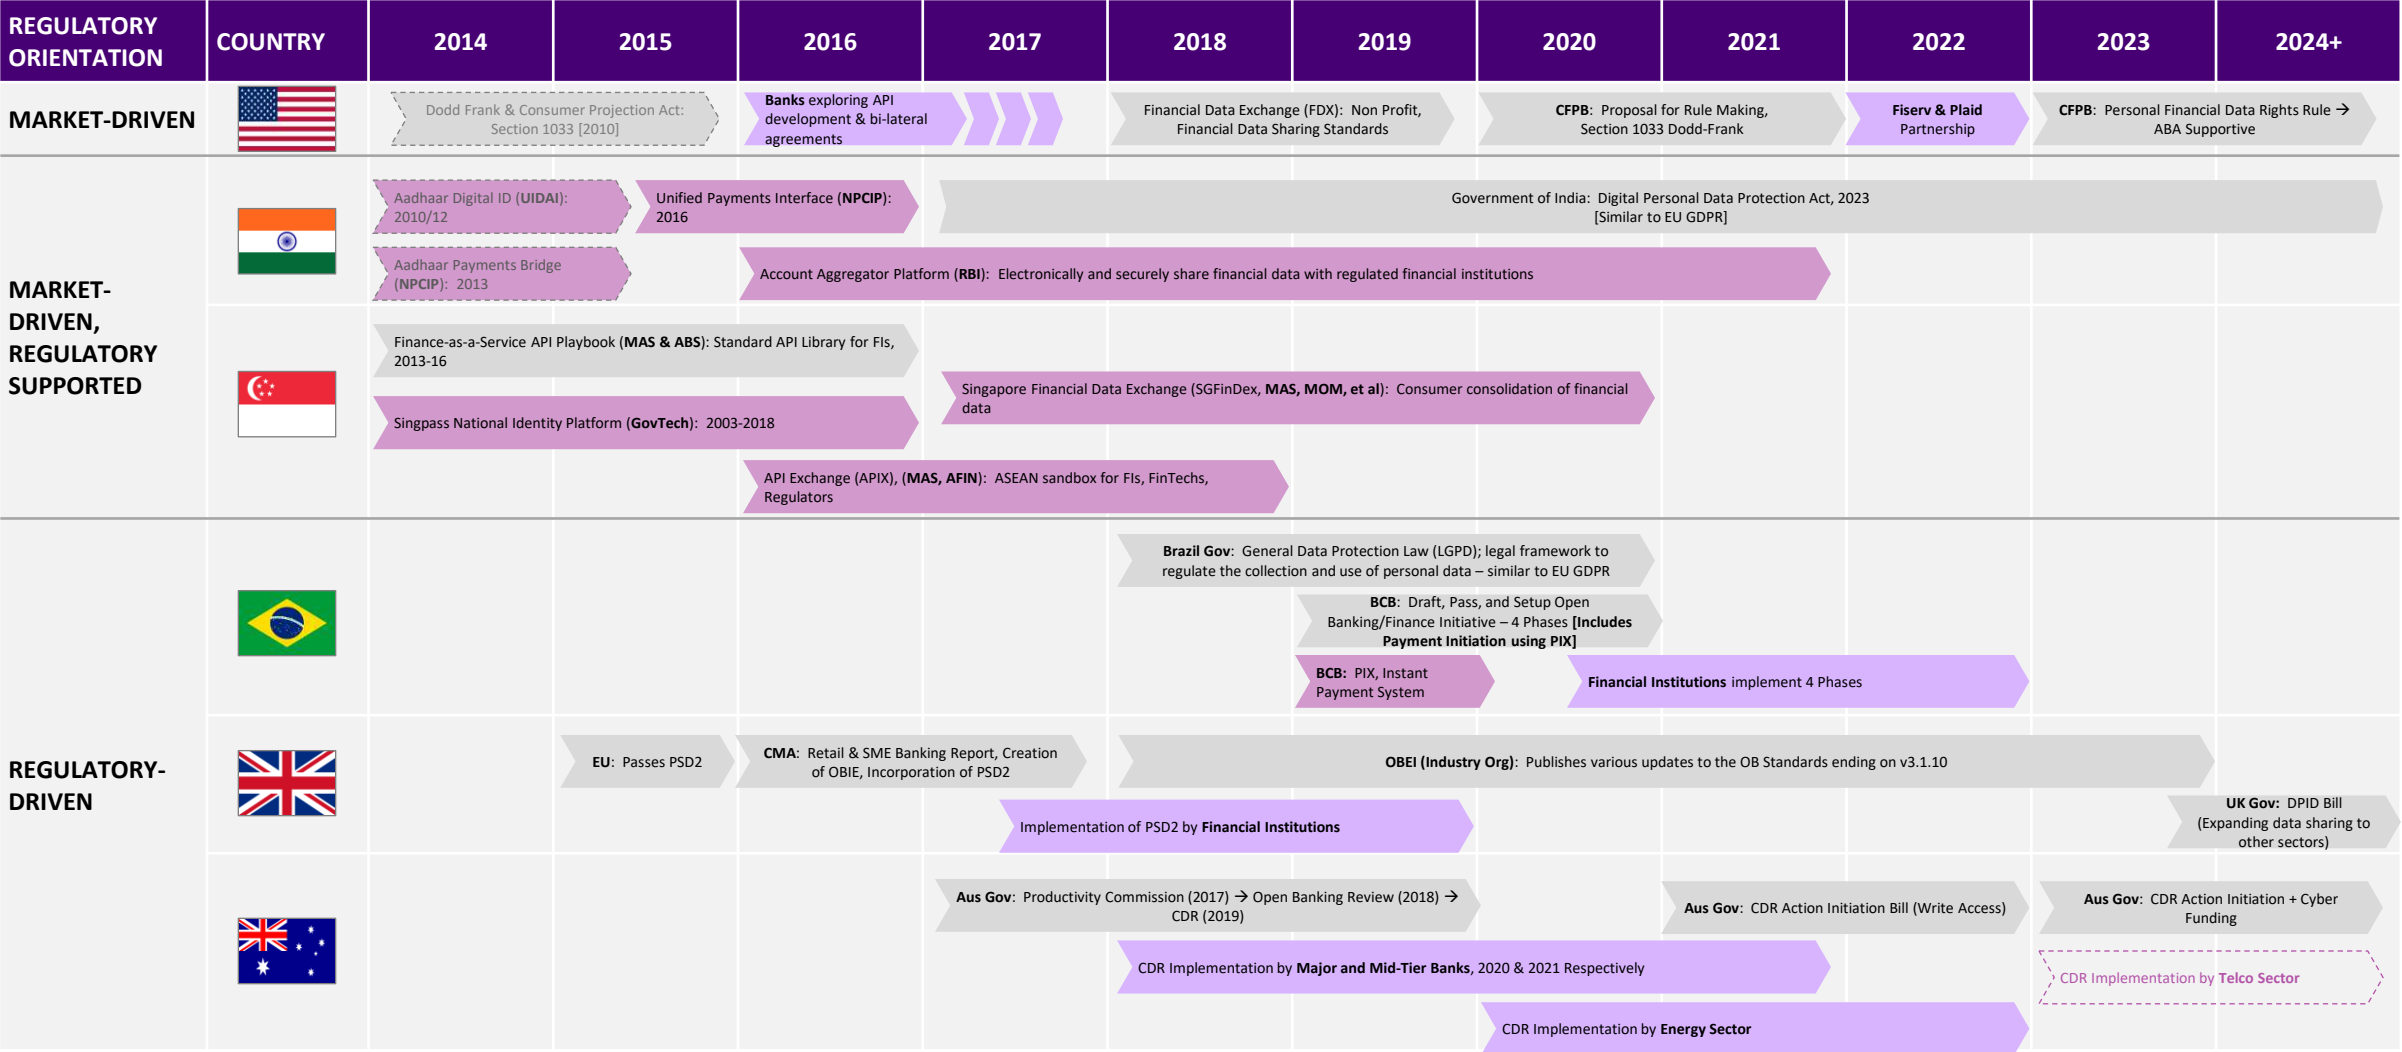 REGULATORY
ORIENTATION
COUNTRY
2014
2015
2016
2017
2018
2019
2020
2021
2022
2023
2024+
MARKET-DRIVEN
Dodd Frank & Consumer Projection Act:
Section 1033 [2010]
Banks exploring API
development & bi-lateral
agreements
Financial Data Exchange (FDX): Non Profit,
Financial Data Sharing Standards
CFPB: Proposal for Rule Making,
Section 1033 Dodd-Frank
Fiserv & Plaid
Partnership
CFPB: Personal Financial Data Rights Rule →
ABA Supportive
MARKET-
DRIVEN,
REGULATORY
SUPPORTED
Aadhaar Digital ID (UIDAI):
2010/12
Unified Payments Interface (NPCIP):
2016
Government of India: Digital Personal Data Protection Act, 2023
[Similar to EU GDPR]
Aadhaar Payments Bridge
(NPCIP): 2013
Account Aggregator Platform (RBI): Electronically and securely share financial data with regulated financial institutions
Finance-as-a-Service API Playbook (MAS & ABS): Standard API Library for FIs,
2013-16
Singapore Financial Data Exchange (SGFinDex, MAS, MOM, et al): Consumer consolidation of financial
data
Singpass National Identity Platform (GovTech): 2003-2018
API Exchange (APIX), (MAS, AFIN): ASEAN sandbox for FIs, FinTechs,
Regulators
REGULATORY-
DRIVEN
Brazil Gov: General Data Protection Law (LGPD); legal framework to
regulate the collection and use of personal data – similar to EU GDPR
BCB: Draft, Pass, and Setup Open
Banking/Finance Initiative – 4 Phases [Includes
Payment Initiation using PIX]
BCB: PIX, Instant
Payment System
Financial Institutions implement 4 Phases
EU: Passes PSD2
CMA: Retail & SME Banking Report, Creation
of OBIE, Incorporation of PSD2
OBEI (Industry Org): Publishes various updates to the OB Standards ending on v3.1.10
Implementation of PSD2 by Financial Institutions
UK Gov: DPID Bill
(Expanding data sharing to
other sectors)
Aus Gov: Productivity Commission (2017) → Open Banking Review (2018) →
CDR (2019)
Aus Gov: CDR Action Initiation Bill (Write Access)
Aus Gov: CDR Action Initiation + Cyber
Funding
CDR Implementation by Major and Mid-Tier Banks, 2020 & 2021 Respectively
CDR Implementation by Telco Sector
CDR Implementation by Energy Sector